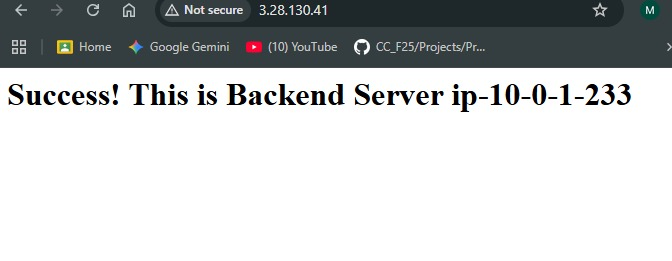 Not secure 3.28.130.41
M
Home Google Gemini (10) YouTube CC_F25/Projects/Pr...
Success! This is Backend Server ip-10-0-1-233